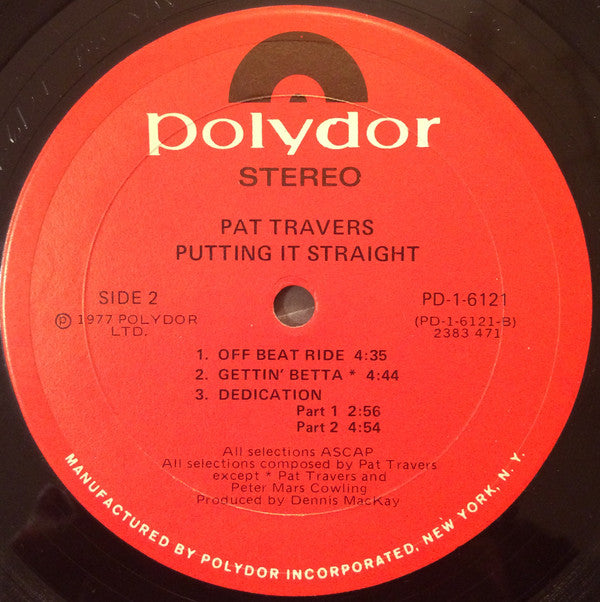 polydor
STEREO
PAT TRAVERS
PUTTING IT STRAIGHT
SIDE 2
℗ 1977 POLYDOR
LTD.
PD-1-6121
(PD-1-6121-B)
2383 471
1. OFF BEAT RIDE 4:35
2. GETTIN' BETTA * 4:44
3. DEDICATION
Part 1 2:56
Part 2 4:54
All selections ASCAP
All selections composed by Pat Travers
except * Pat Travers and
Peter Mars Cowling
Produced by Dennis MacKay
MANUFACTURED BY POLYDOR INCORPORATED, NEW YORK, N. Y.